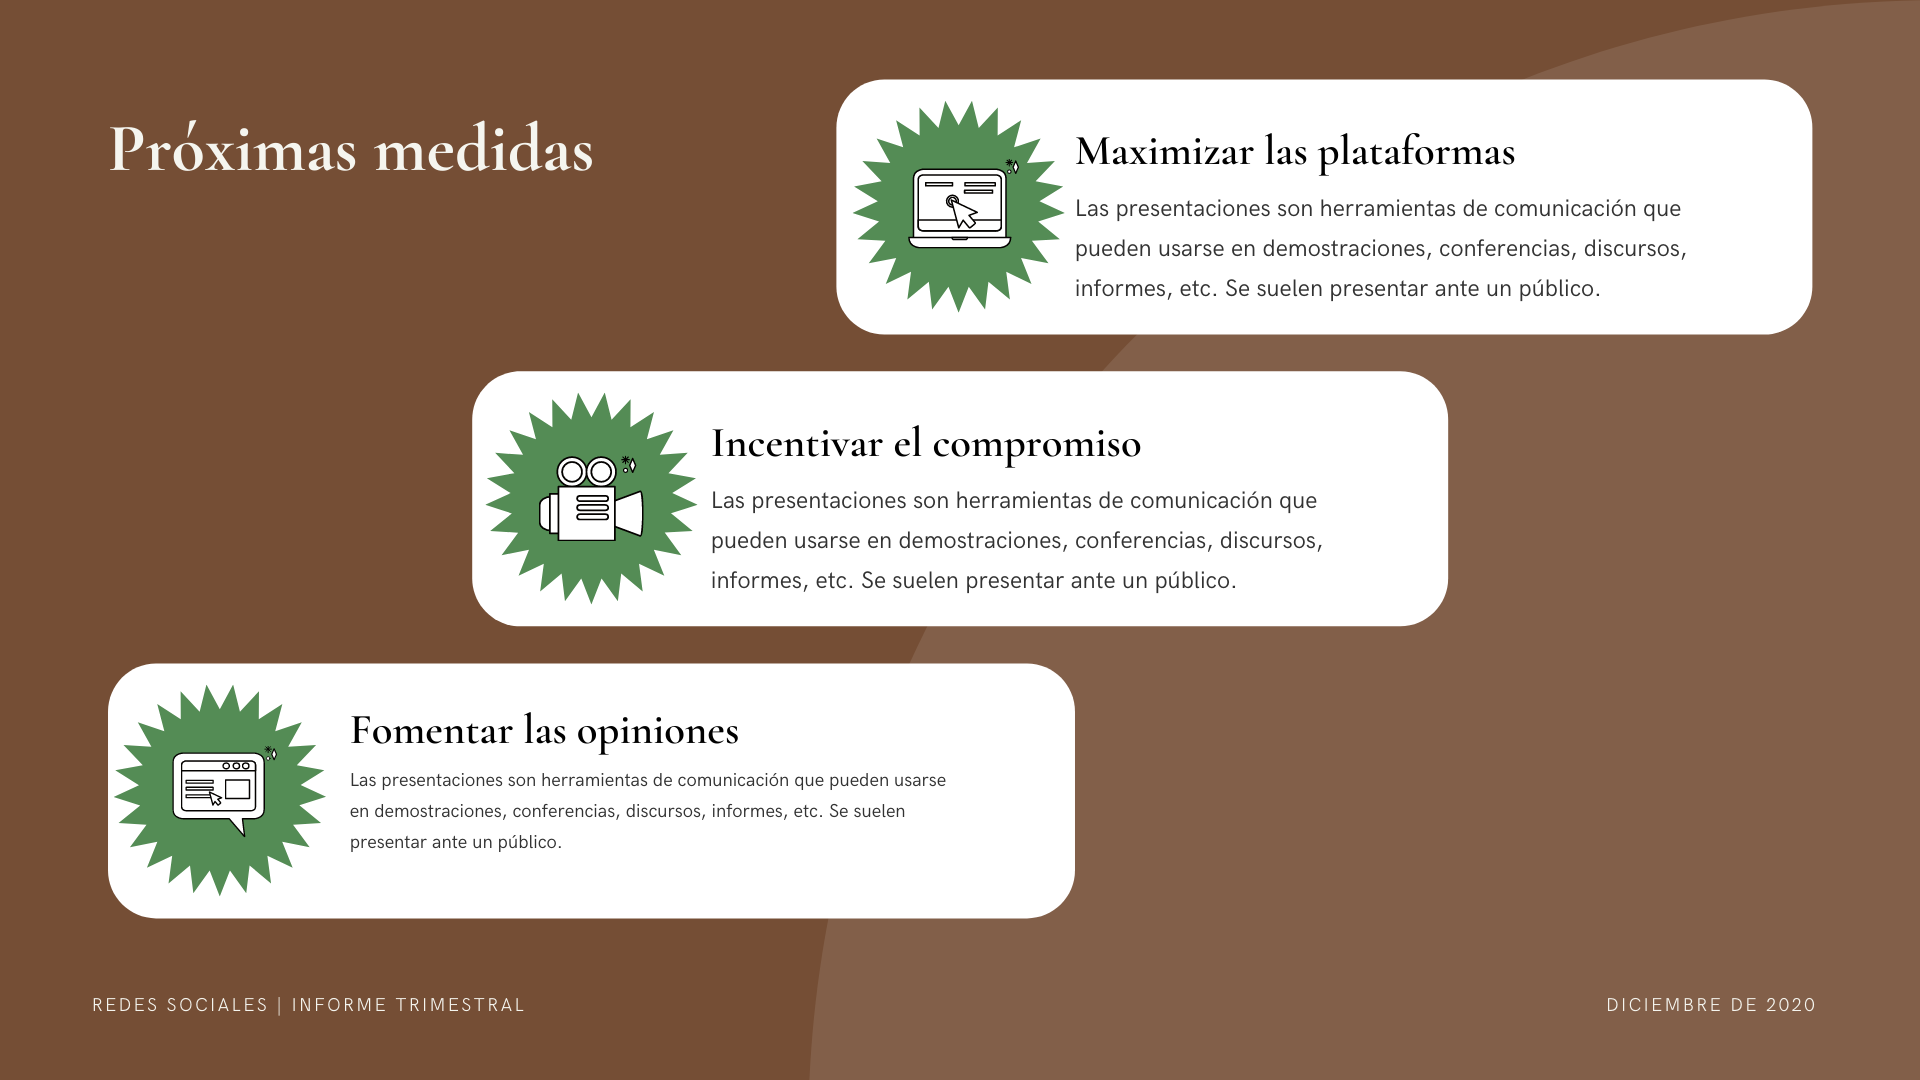 Próximas medidas
Maximizar las plataformas
Las presentaciones son herramientas de comunicación que
pueden usarse en demostraciones, conferencias, discursos,
informes, etc. Se suelen presentar ante un público.
Incentivar el compromiso
Las presentaciones son herramientas de comunicación que
pueden usarse en demostraciones, conferencias, discursos,
informes, etc. Se suelen presentar ante un público.
Fomentar las opiniones
Las presentaciones son herramientas de comunicación que pueden usarse
en demostraciones, conferencias, discursos, informes, etc. Se suelen
presentar ante un público.
REDES SOCIALES | INFORME TRIMESTRAL
DICIEMBRE DE 2020